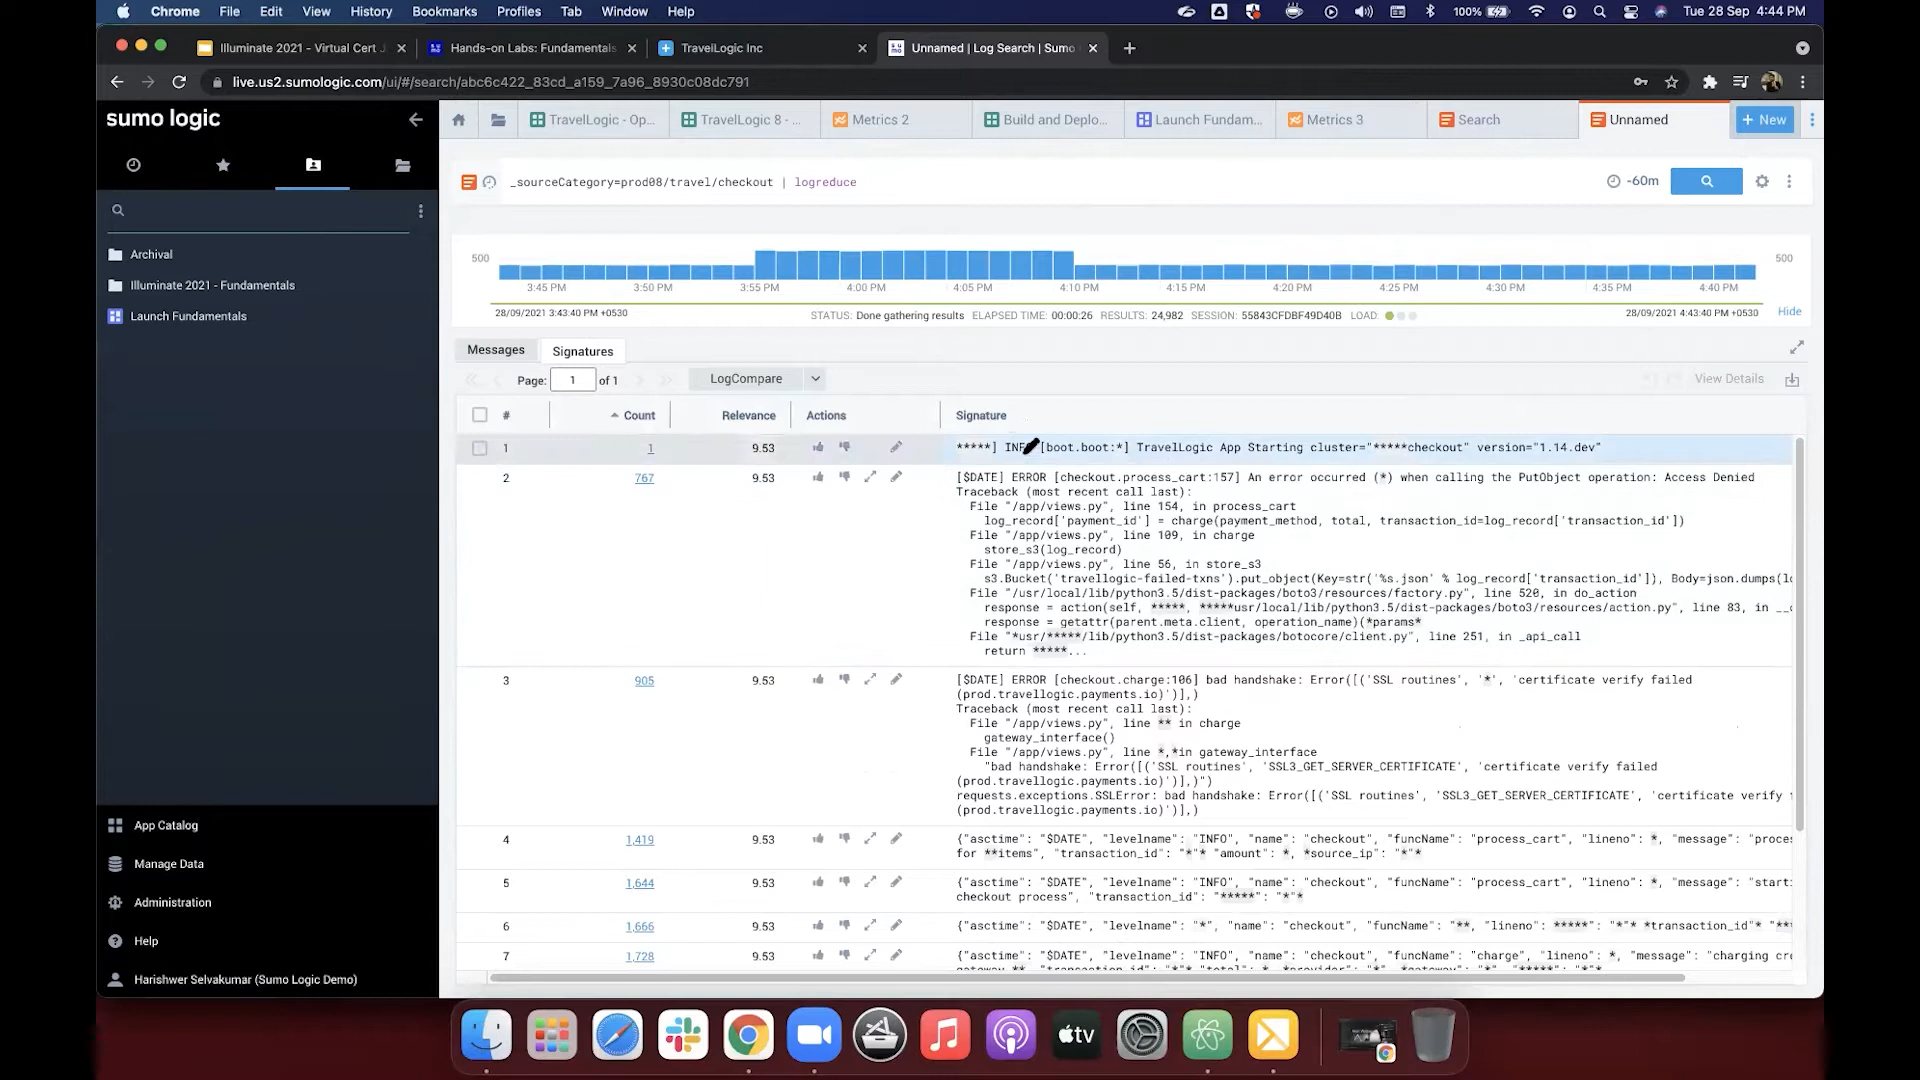 Chrome File Edit View History Bookmarks Profiles Tab Window Help 100% Tue 28 Sep 4:44 PM
Illuminate 2021 - Virtual Cert J
Hands-on Labs: Fundamentals
TravelLogic Inc
Unnamed | Log Search | Sumo
live.us2.sumologic.com/ui/#/search/abc6c422_83cd_a159_7a96_8930c08dc791
sumo logic
TravelLogic - Op...
TravelLogic 8 - ...
Metrics 2
Build and Deplo...
Launch Fundam...
Metrics 3
Search
Unnamed
+ New
_sourceCategory=prod08/travel/checkout | logreduce
-60m
Archival
Illuminate 2021 - Fundamentals
Launch Fundamentals
500
500
3:45 PM 3:50 PM 3:55 PM 4:00 PM 4:05 PM 4:10 PM 4:15 PM 4:20 PM 4:25 PM 4:30 PM 4:35 PM 4:40 PM
28/09/2021 3:43:40 PM +0530
STATUS: Done gathering results ELAPSED TIME: 00:00:26 RESULTS: 24,982 SESSION: 55843CFDBF49D40B LOAD:
28/09/2021 4:43:40 PM +0530
Hide
Messages
Signatures
Page: 1 of 1
LogCompare
View Details
# Count Relevance Actions Signature
1 1 9.53 *****] INFO [boot.boot:*] TravelLogic App Starting cluster="*****checkout" version="1.14.dev"
2 767 9.53 [$DATE] ERROR [checkout.process_cart:157] An error occurred (*) when calling the PutObject operation: Access Denied
Traceback (most recent call last):
File "/app/views.py", line 154, in process_cart
log_record['payment_id'] = charge(payment_method, total, transaction_id=log_record['transaction_id'])
File "/app/views.py", line 109, in charge
store_s3(log_record)
File "/app/views.py", line 56, in store_s3
s3.Bucket('travellogic-failed-txns').put_object(Key=str('%s.json' % log_record['transaction_id']), Body=json.dumps(l
File "/usr/local/lib/python3.5/dist-packages/boto3/resources/factory.py", line 520, in do_action
response = action(self, *****, *****usr/local/lib/python3.5/dist-packages/boto3/resources/action.py", line 83, in
response = getattr(parent.meta.client, operation_name)(*params*
File "*usr/*****/lib/python3.5/dist-packages/botocore/client.py", line 251, in _api_call
return *****...
3 905 9.53 [$DATE] ERROR [checkout.charge:106] bad handshake: Error([('SSL routines', '*', 'certificate verify failed
(prod.travellogic.payments.io)')],)
Traceback (most recent call last):
File "/app/views.py", line ** in charge
gateway_interface()
File "/app/views.py", line *,*in gateway_interface
"bad handshake: Error([('SSL routines', 'SSL3_GET_SERVER_CERTIFICATE', 'certificate verify failed
(prod.travellogic.payments.io)')],)")
requests.exceptions.SSLError: bad handshake: Error([('SSL routines', 'SSL3_GET_SERVER_CERTIFICATE', 'certificate verify f
(prod.travellogic.payments.io)')],)
4 1,419 9.53 {"asctime": "$DATE", "levelname": "INFO", "name": "checkout", "funcName": "process_cart", "lineno": *, "message": "proces
for **items", "transaction_id": "*"* "amount": *, *source_ip": "*"*
5 1,644 9.53 {"asctime": "$DATE", "levelname": "INFO", "name": "checkout", "funcName": "process_cart", "lineno": *, "message": "starti
checkout process", "transaction_id": "*****": "*"*
6 1,666 9.53 {"asctime": "$DATE", "levelname": "*", "name": "checkout", "funcName": "**, "lineno": *****": "*"* *transaction_id"* "***
7 1,728 9.53 {"asctime": "$DATE", "levelname": "INFO", "name": "checkout", "funcName": "charge", "lineno": *, "message": "charging cre
App Catalog
Manage Data
Administration
Help
Harishwer Selvakumar (Sumo Logic Demo)
tv